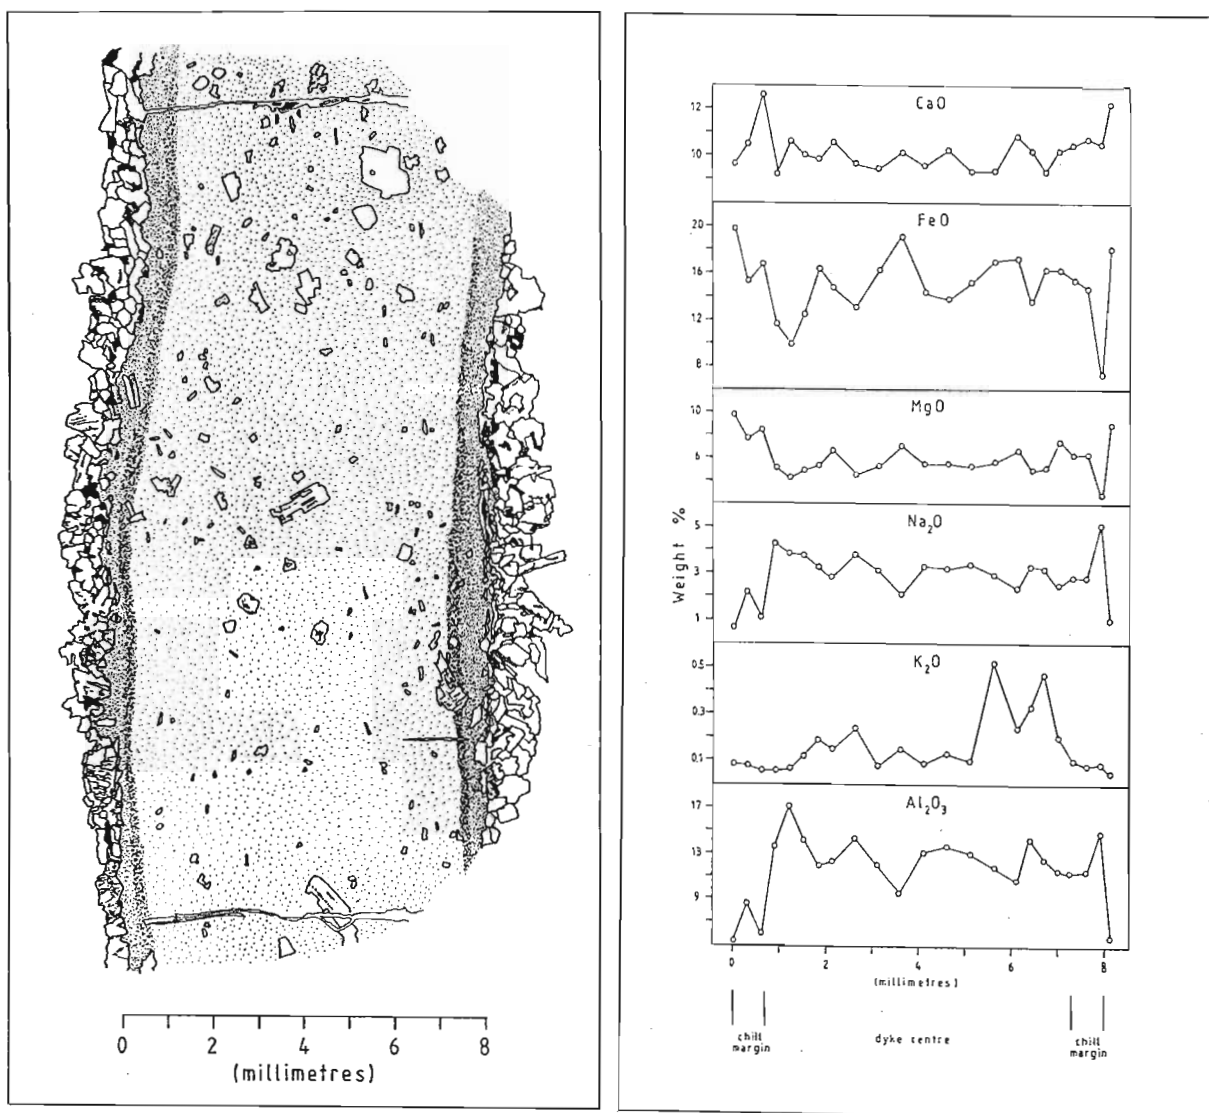 0 2 4 6 8
(millimetres)
CaO
12
10
FeO
20
16
12
8
MgO
10
6
Na₂O
5
3
1
K₂O
0.5
0.3
0.1
Al₂O₃
17
13
9
Weight %
0 2 4 6 8
(millimetres)
chill margin
dyke centre
chill margin